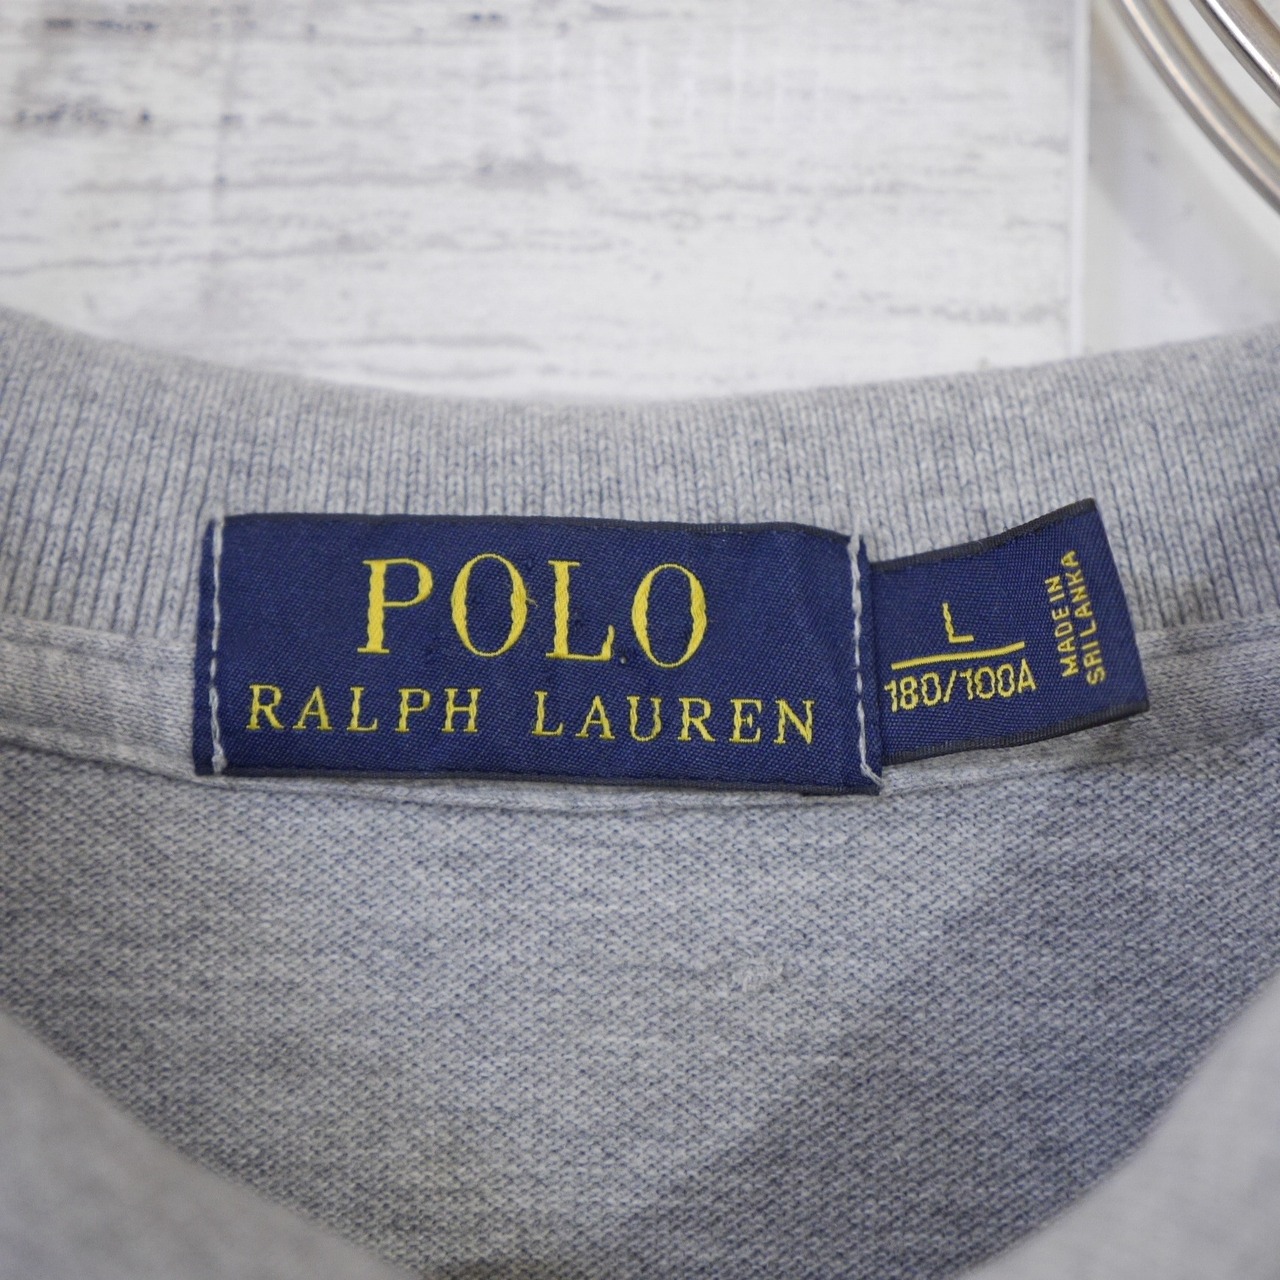 POLO
RALPH LAUREN
L
180/100A
MADE IN
SRI LANKA